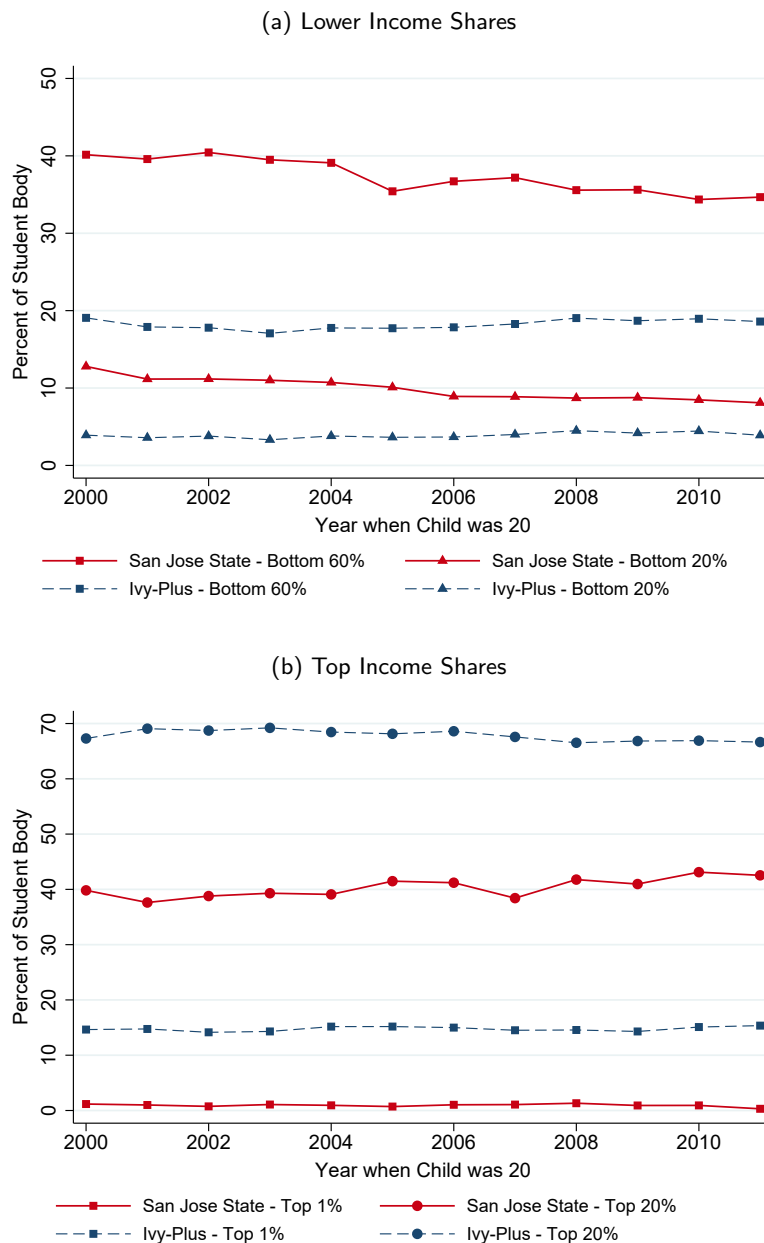 (a) Lower Income Shares
Percent of Student Body
50
40
30
20
10
0
2000 2002 2004 2006 2008 2010
Year when Child was 20
San Jose State - Bottom 60% San Jose State - Bottom 20%
Ivy-Plus - Bottom 60% Ivy-Plus - Bottom 20%
(b) Top Income Shares
Percent of Student Body
70
60
50
40
30
20
10
0
2000 2002 2004 2006 2008 2010
Year when Child was 20
San Jose State - Top 1% San Jose State - Top 20%
Ivy-Plus - Top 1% Ivy-Plus - Top 20%